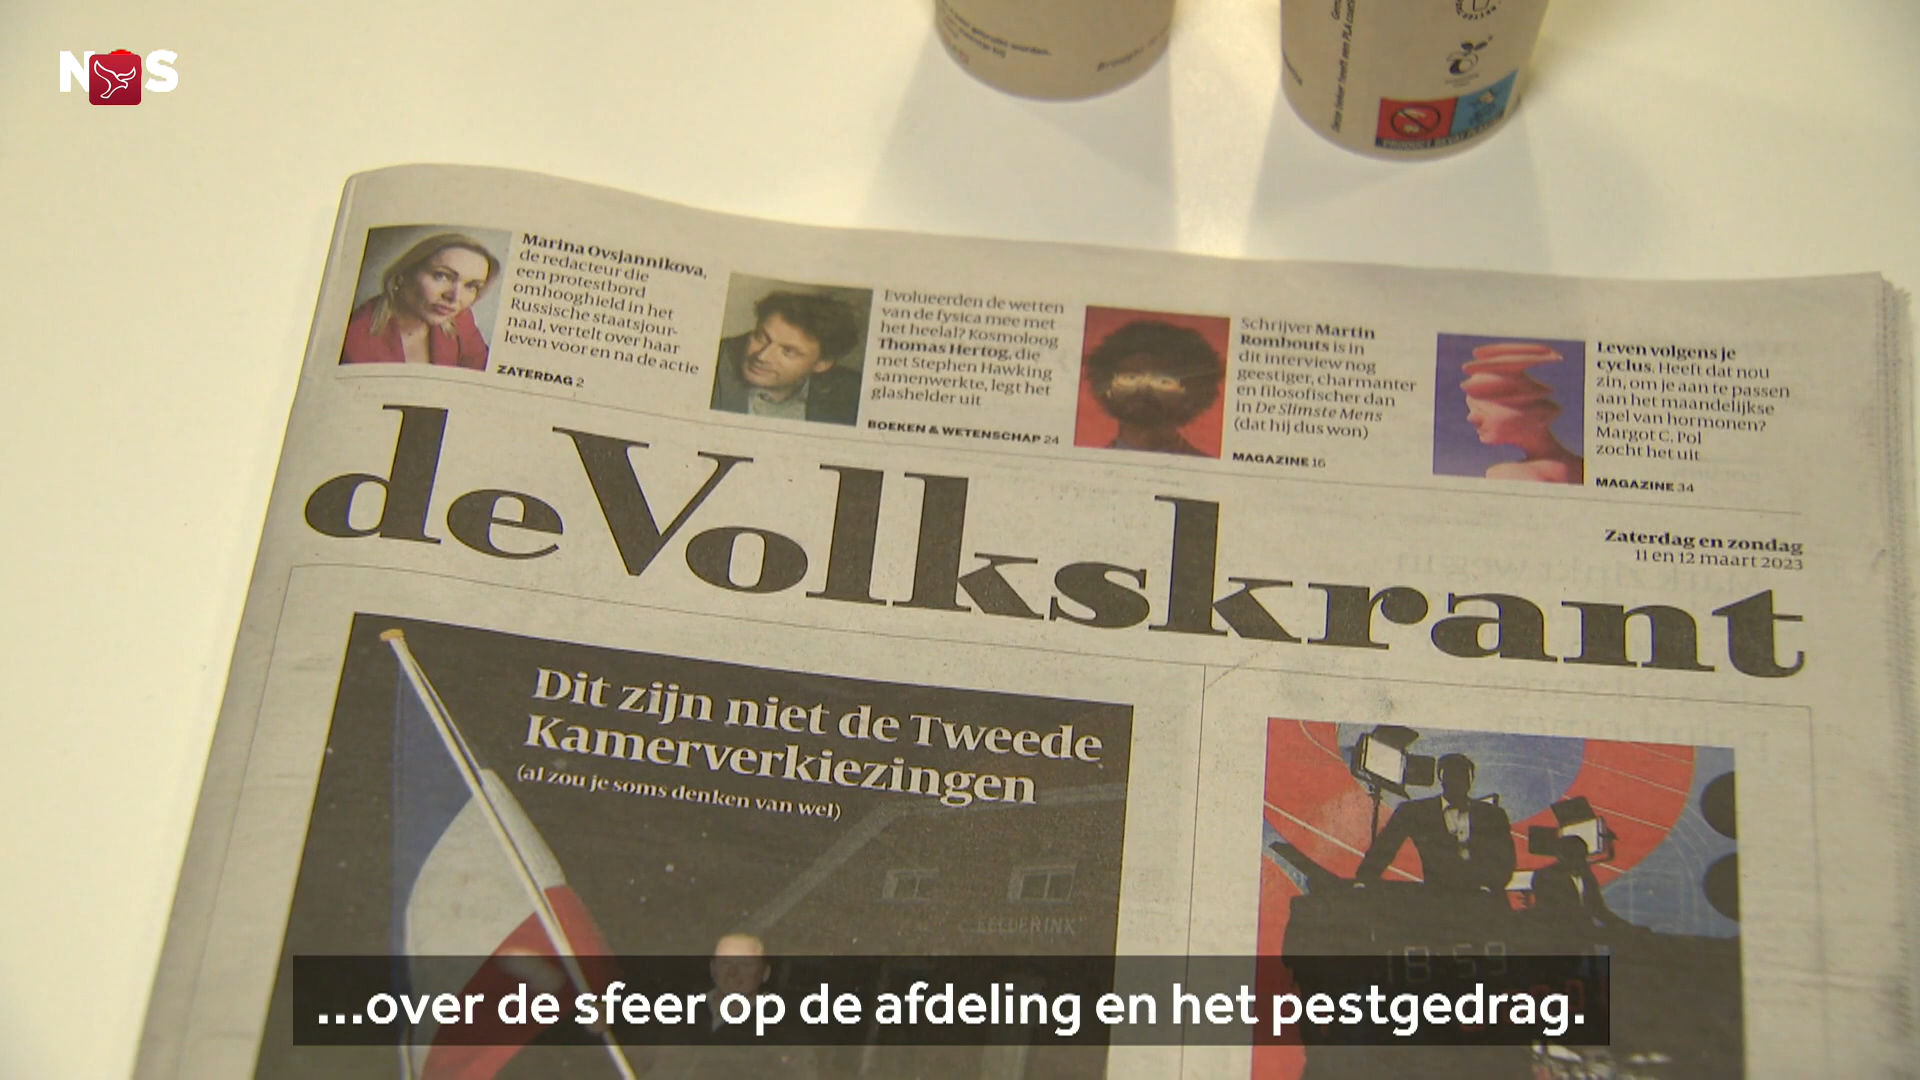 NOS
Marina Ovsjannikova,
de redacteur die
een protestbord
omhooghield in het
Russische staatsjour-
naal, vertelt over haar
leven voor en na de actie
ZATERDAG 2
Evolueerden de wetten
van de fysica mee met
het heelal? Kosmoloog
Thomas Hertog, die
met Stephen Hawking
samenwerkte, legt het
glashelder uit
BOEKEN & WETENSCHAP 24
Schrijver Martin
Rombouts is in
dit interview nog
geestiger, charmanter
en filosofischer dan
in De Slimste Mens
(dat hij dus won)
MAGAZINE 16
Leven volgens je
cyclus. Heeft dat nou
zin, om je aan te passen
aan het maandelijkse
spel van hormonen?
Margot C. Pol
zocht het uit
MAGAZINE 34
de Volkskrant
Zaterdag en zondag
11 en 12 maart 2023
Dit zijn niet de Tweede
Kamerverkiezingen
(al zou je soms denken van wel)
18:59
...over de sfeer op de afdeling en het pestgedrag.